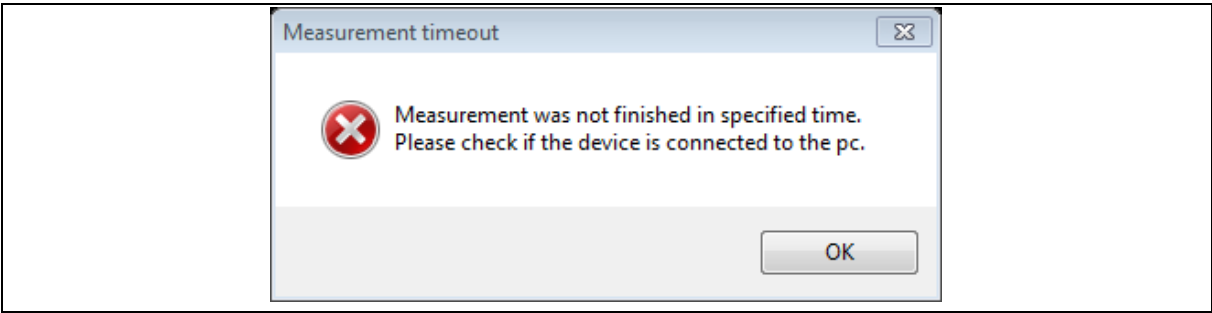 Measurement timeout
Measurement was not finished in specified time.
Please check if the device is connected to the pc.
OK